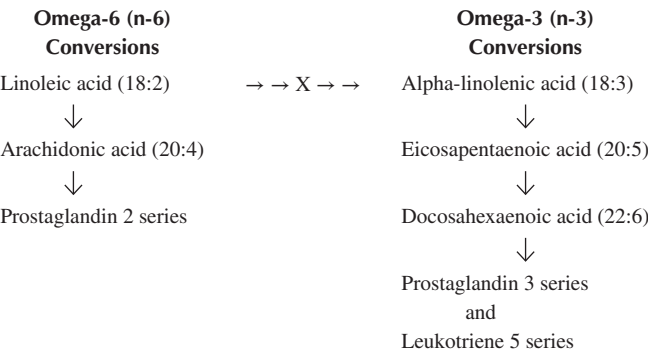 Omega-6 (n-6)
Conversions
Linoleic acid (18:2)
Arachidonic acid (20:4)
Prostaglandin 2 series
→ → X → →
Omega-3 (n-3)
Conversions
Alpha-linolenic acid (18:3)
Eicosapentaenoic acid (20:5)
Docosahexaenoic acid (22:6)
Prostaglandin 3 series
and
Leukotriene 5 series